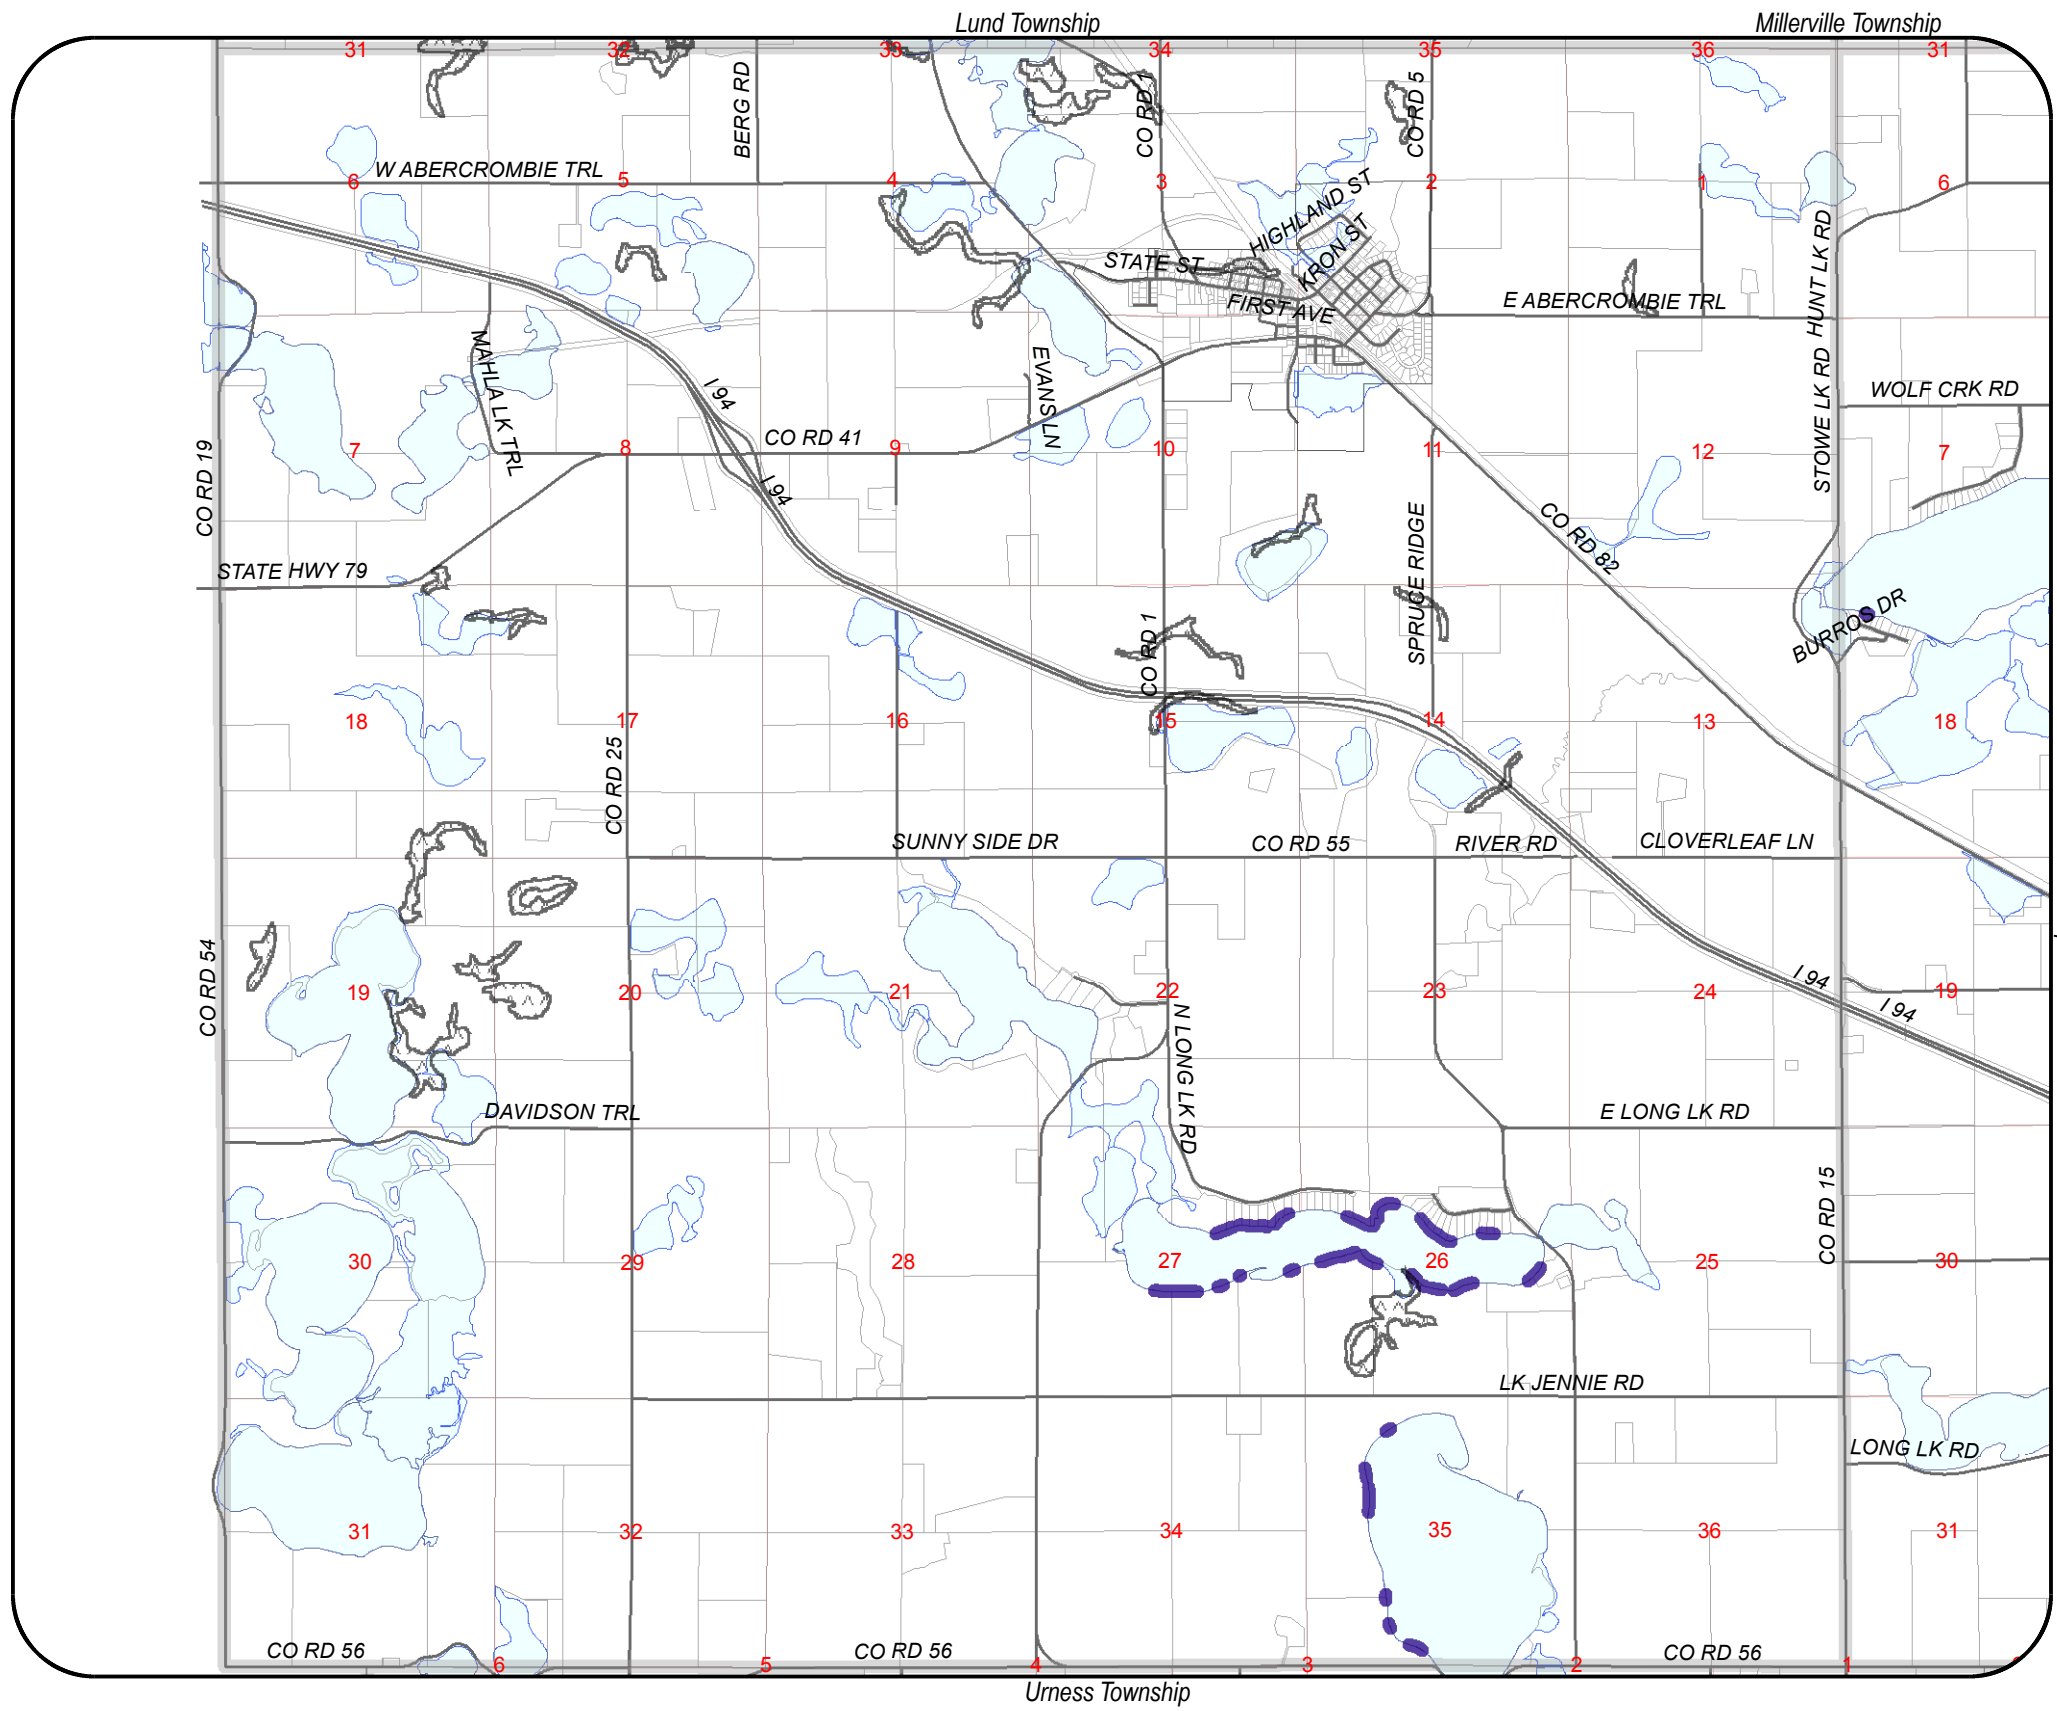 Lund Township
Millerville Township
31
32
33
34
35
36
31
BERG RD
CO RD 1
CO RD 5
W ABERCROMBIE TRL
6
5
4
3
2
1
6
HIGHLAND ST
KRON ST
STATE ST
FIRST AVE
E ABERCROMBIE TRL
HUNT LK RD
STOWE LK RD
WOLF CRK RD
MAHLA LK TRL
EVANS LN
I 94
CO RD 41
CO RD 19
7
8
9
10
11
12
7
I 94
SPRUCE RIDGE
CO RD 82
STATE HWY 79
CO RD 1
BURROS DR
18
17
16
15
14
13
18
CO RD 25
SUNNY SIDE DR
CO RD 55
RIVER RD
CLOVERLEAF LN
CO RD 54
19
20
21
22
23
24
19
I 94
I 94
N LONG LK RD
DAVIDSON TRL
E LONG LK RD
CO RD 15
30
29
28
27
26
25
30
LK JENNIE RD
LONG LK RD
31
32
33
34
35
36
31
CO RD 56
CO RD 56
CO RD 56
6
5
4
3
2
1
Urness Township